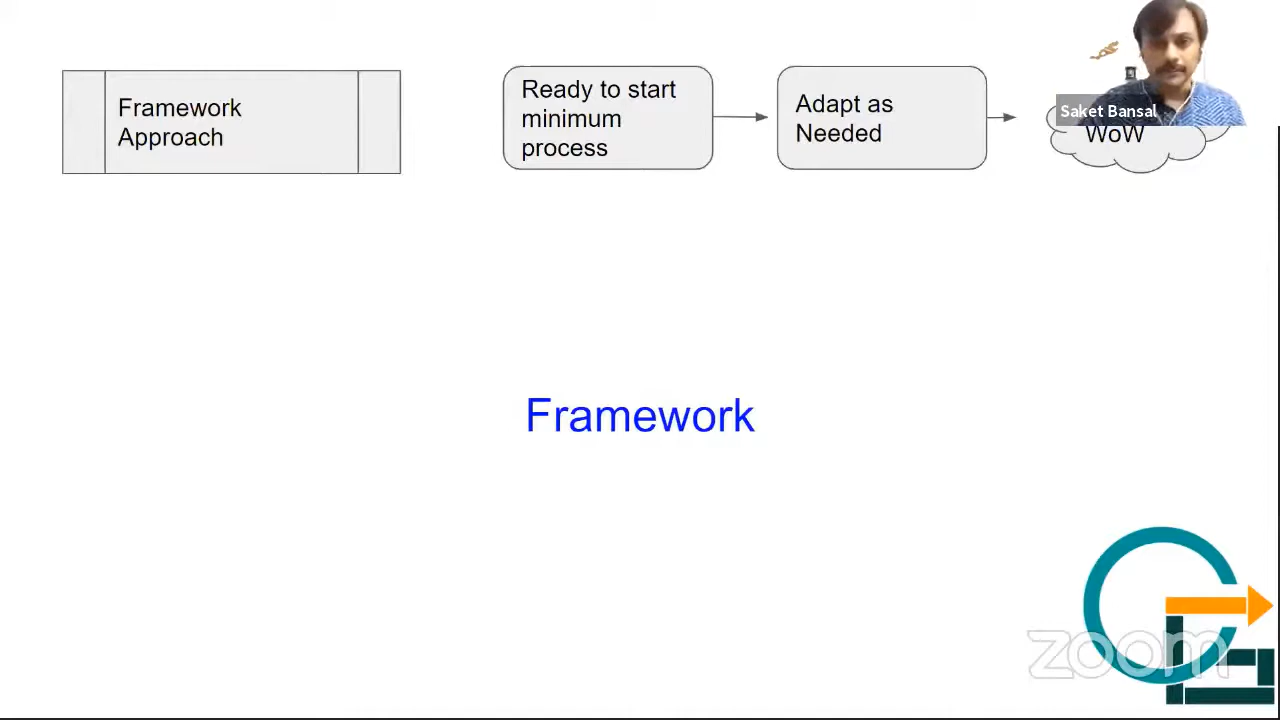 Framework
Approach
Ready to start
minimum
process
Adapt as
Needed
Saket Bansal
WoW
Framework
zoom